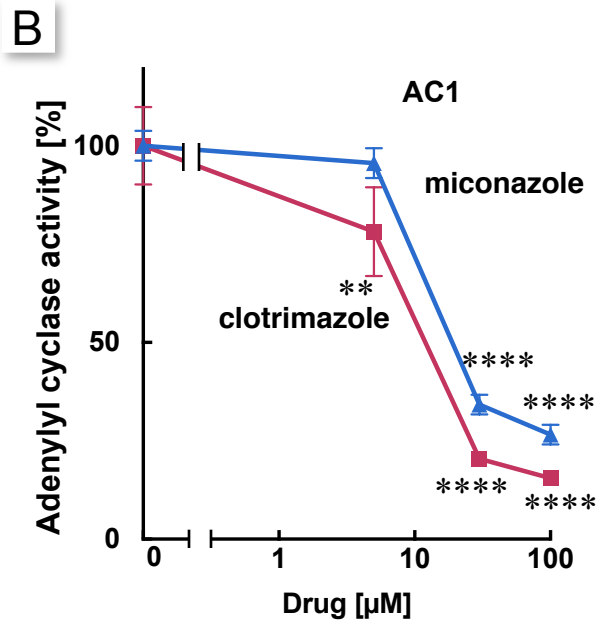 B
AC1
Adenylyl cyclase activity [%]
100
miconazole
**
clotrimazole
50
****
****
****
****
0
0 1 10 100
Drug [µM]